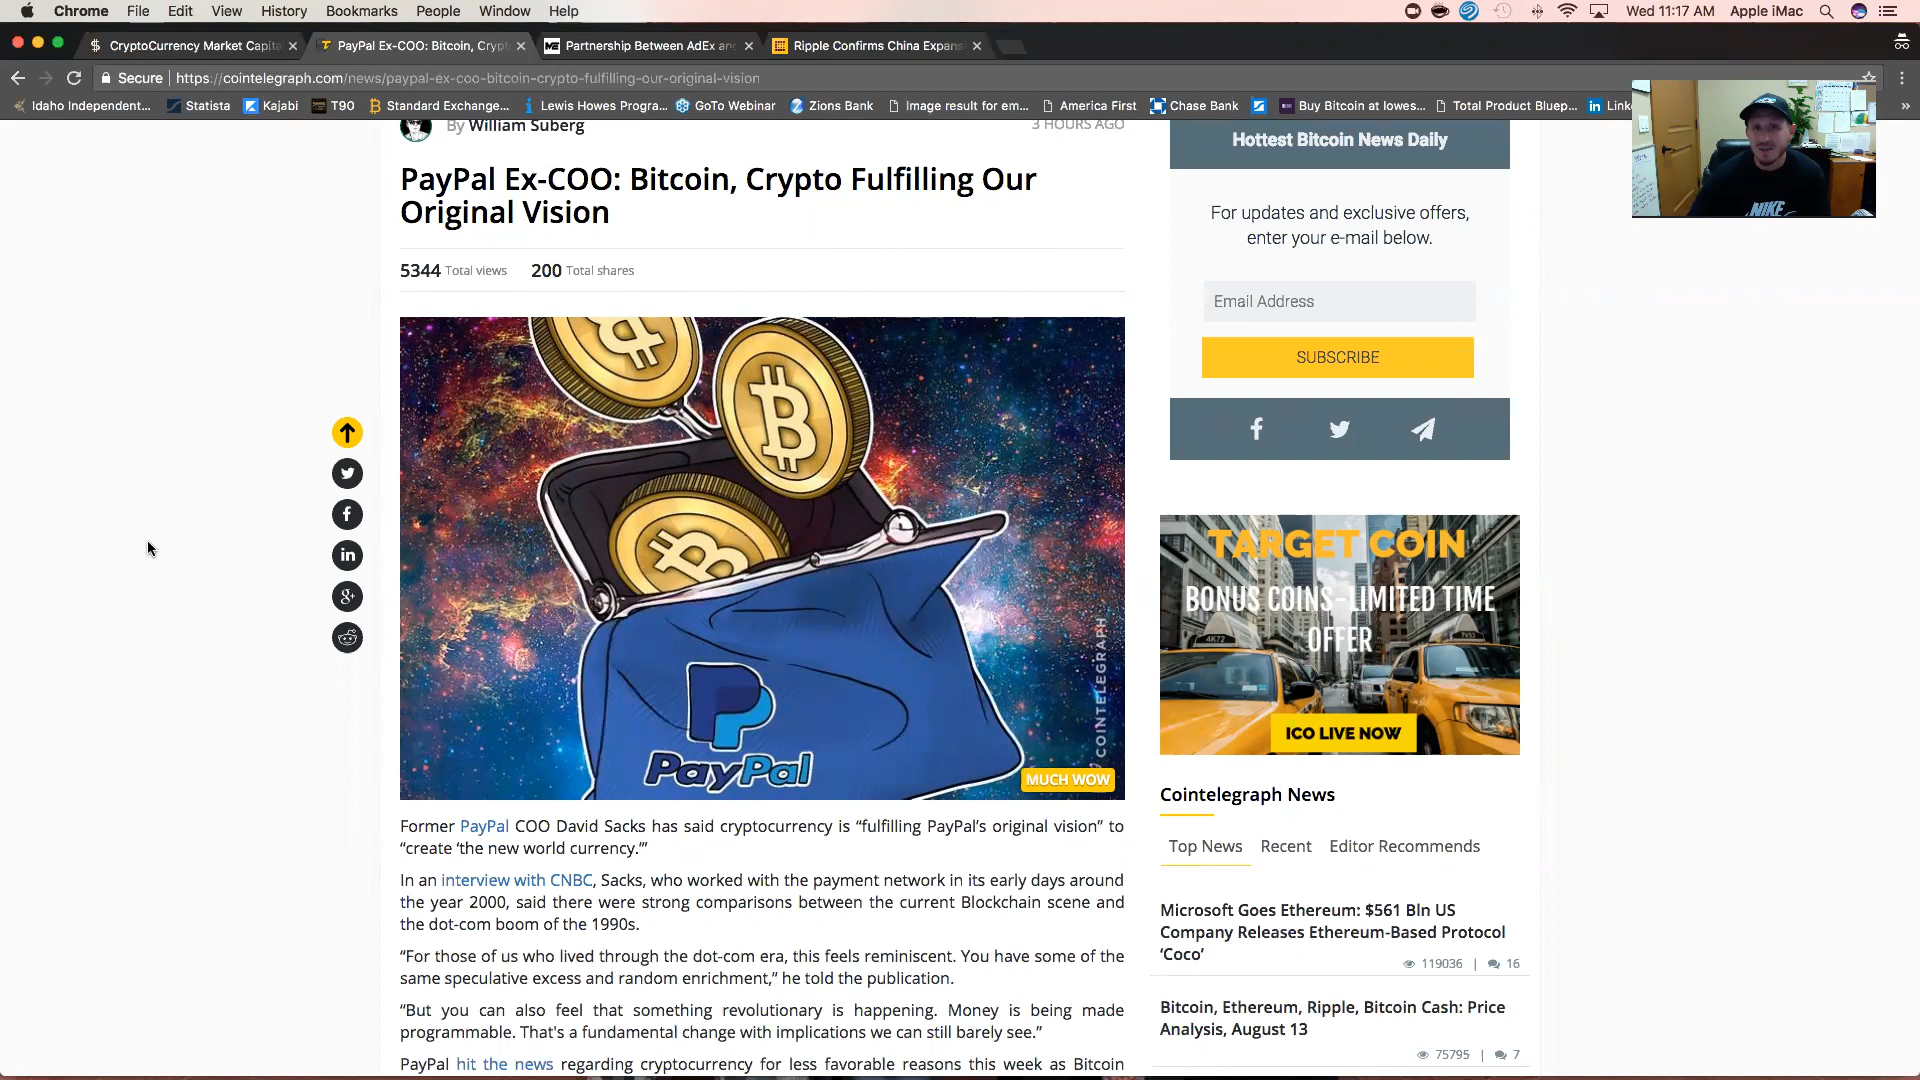 Chrome File Edit View History Bookmarks People Window Help Wed 11:17 AM Apple iMac
CryptoCurrency Market Capita PayPal Ex-COO: Bitcoin, Crypt Partnership Between AdEx an Ripple Confirms China Expans
Secure https://cointelegraph.com/news/paypal-ex-coo-bitcoin-crypto-fulfilling-our-original-vision
Idaho Independent... Statista Kajabi T90 Standard Exchange... Lewis Howes Progra... GoTo Webinar Zions Bank Image result for em... America First Chase Bank Buy Bitcoin at lowes... Total Product Bluep... Link
By William Suberg
3 HOURS AGO
PayPal Ex-COO: Bitcoin, Crypto Fulfilling Our
Original Vision
5344 Total views 200 Total shares
PayPal
COINTELEGRAPH
MUCH WOW
Former PayPal COO David Sacks has said cryptocurrency is “fulfilling PayPal’s original vision” to
“create ‘the new world currency.’”
In an interview with CNBC, Sacks, who worked with the payment network in its early days around
the year 2000, said there were strong comparisons between the current Blockchain scene and
the dot-com boom of the 1990s.
“For those of us who lived through the dot-com era, this feels reminiscent. You have some of the
same speculative excess and random enrichment,” he told the publication.
“But you can also feel that something revolutionary is happening. Money is being made
programmable. That's a fundamental change with implications we can still barely see.”
PayPal hit the news regarding cryptocurrency for less favorable reasons this week as Bitcoin
Hottest Bitcoin News Daily
For updates and exclusive offers,
enter your e-mail below.
Email Address
SUBSCRIBE
TARGET COIN
BONUS COINS-LIMITED TIME
OFFER
4K72
7V53
ICO LIVE NOW
Cointelegraph News
Top News Recent Editor Recommends
Microsoft Goes Ethereum: $561 Bln US
Company Releases Ethereum-Based Protocol
‘Coco’
119036 | 16
Bitcoin, Ethereum, Ripple, Bitcoin Cash: Price
Analysis, August 13
75795 | 7
NIKE